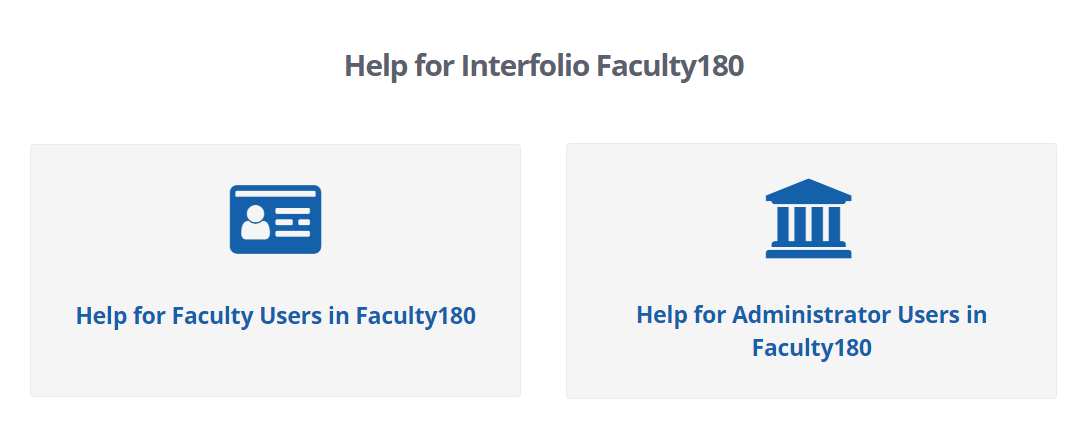 Help for Interfolio Faculty180
Help for Faculty Users in Faculty180
Help for Administrator Users in
Faculty180